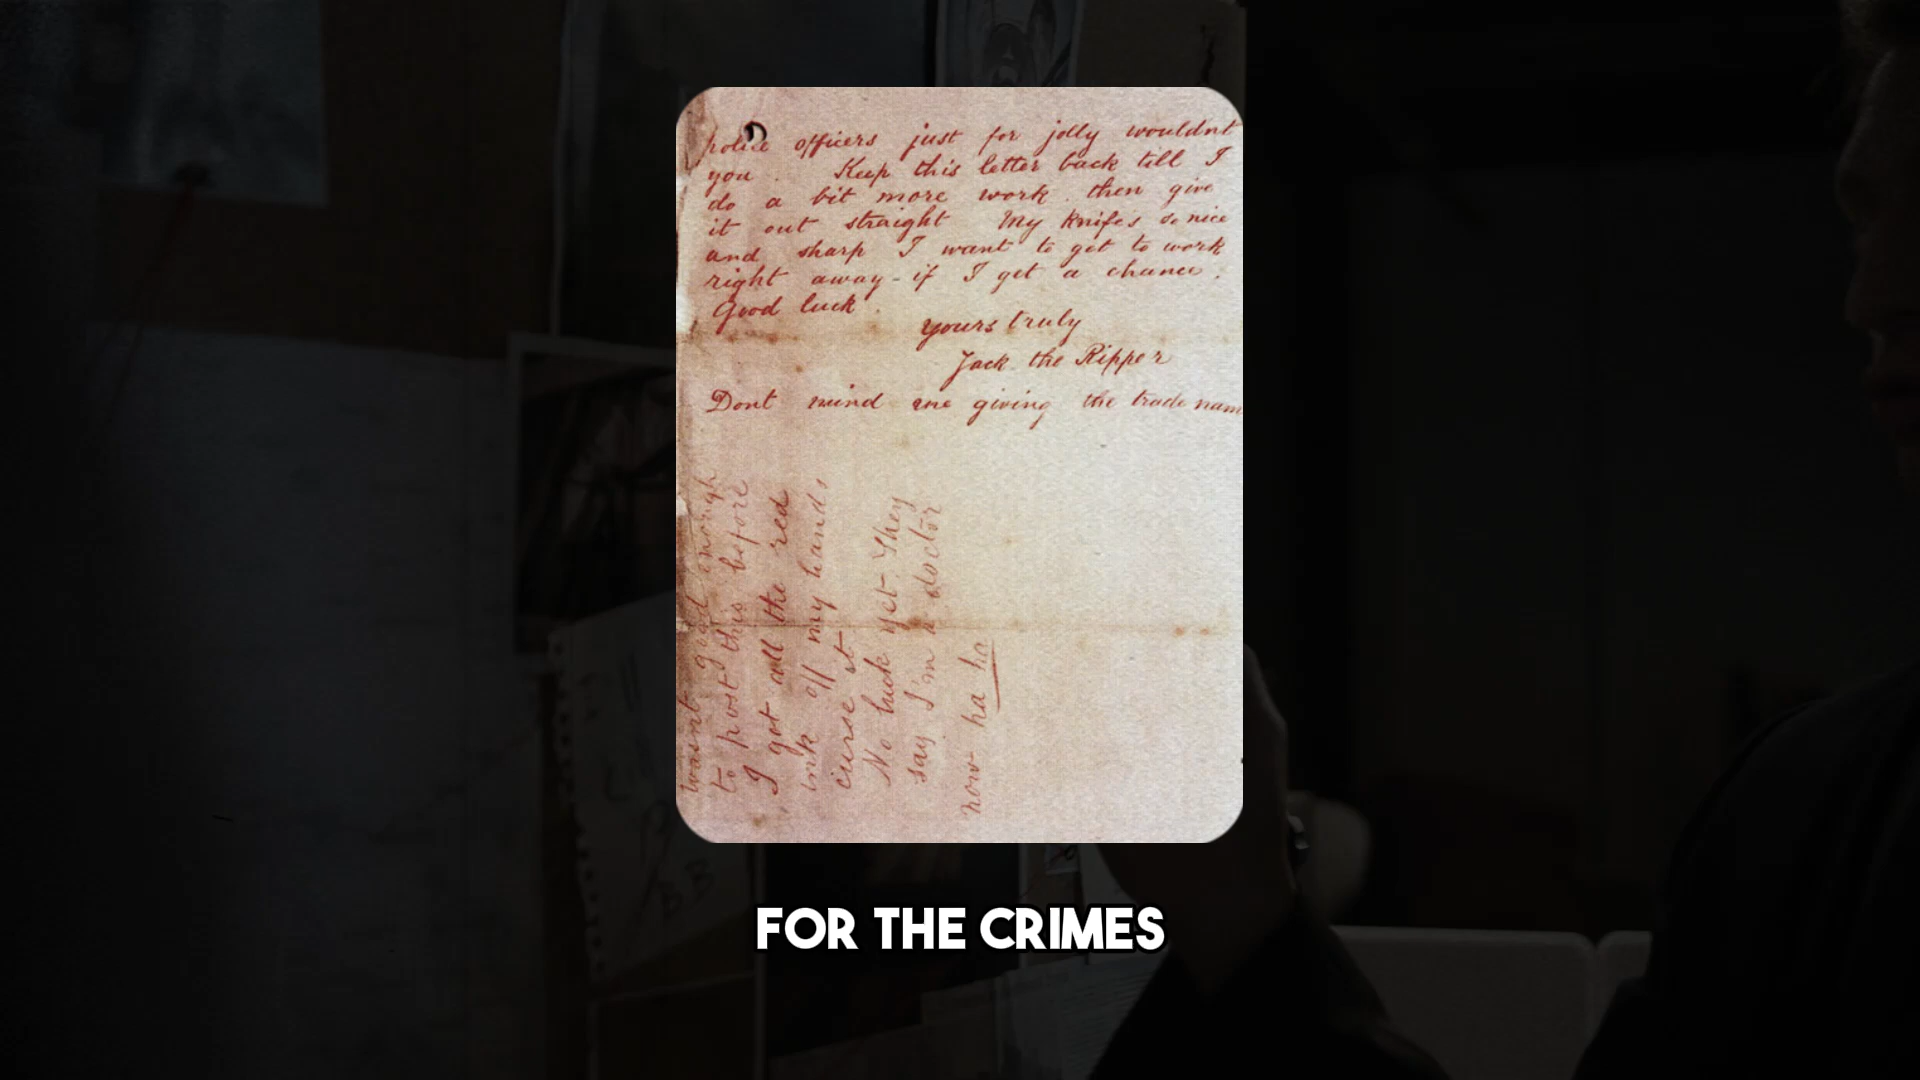 police officers just for jolly wouldnt
you. Keep this letter back till I
do a bit more work. then give
it out straight My knife's so nice
and sharp I want to get to work
right away - if I get a chance.
Good luck.
yours truly
Jack the Ripper
Dont mind me giving the trade nam
wasnt good enough
to post this before
I got all the red
ink off my hands
curse it
No luck yet. They
say I'm a doctor
now ha ha
FOR THE CRIMES